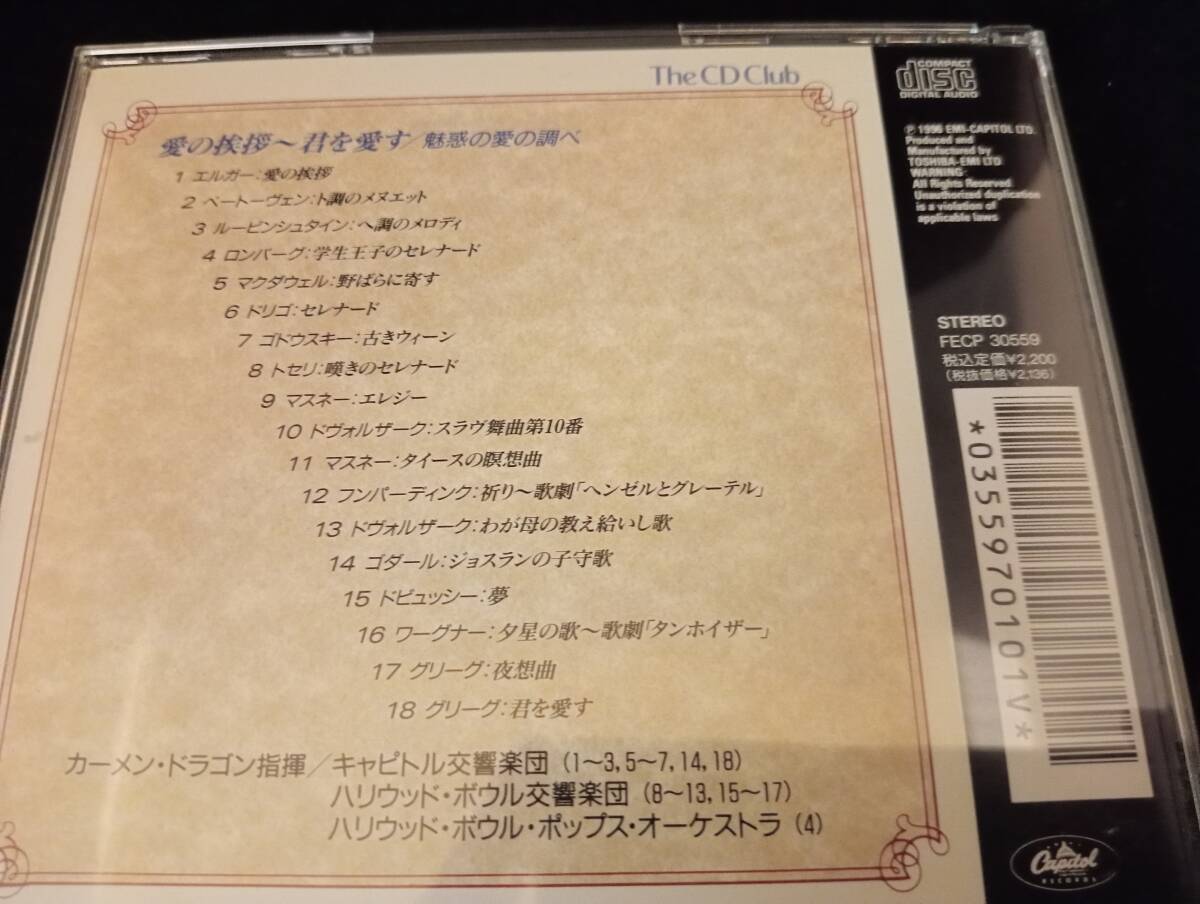 The CD Club
愛の挨拶～君を愛す／魅惑の愛の調べ
1 エルガー：愛の挨拶
2 ベートーヴェン：ト調のメヌエット
3 ルービンシュタイン：ヘ調のメロディ
4 ロンバーグ：学生王子のセレナード
5 マクダウェル：野ばらに寄す
6 ドリゴ：セレナード
7 ゴドウスキー：古きウィーン
8 トセリ：嘆きのセレナード
9 マスネー：エレジー
10 ドヴォルザーク：スラヴ舞曲第10番
11 マスネー：タイースの瞑想曲
12 フンパーディンク：祈り～歌劇「ヘンゼルとグレーテル」
13 ドヴォルザーク：わが母の教え給いし歌
14 ゴダール：ジョスランの子守歌
15 ドビュッシー：夢
16 ワーグナー：夕星の歌～歌劇「タンホイザー」
17 グリーグ：夜想曲
18 グリーグ：君を愛す
カーメン・ドラゴン指揮／キャピトル交響楽団 (1～3,5～7,14,18)
ハリウッド・ボウル交響楽団 (8～13,15～17)
ハリウッド・ボウル・ポップス・オーケストラ (4)
COMPACT
disc
DIGITAL AUDIO
Ⓟ 1996 EMI-CAPITOL LTD.
Produced and
Manufactured by
TOSHIBA-EMI LTD
WARNING:
All Rights Reserved
Unauthorized duplication
is a violation of
applicable laws
STEREO
FECP 30559
税込定価¥2,200
(税抜価格¥2,136)
*0355970101V*
Capitol
RECORDS